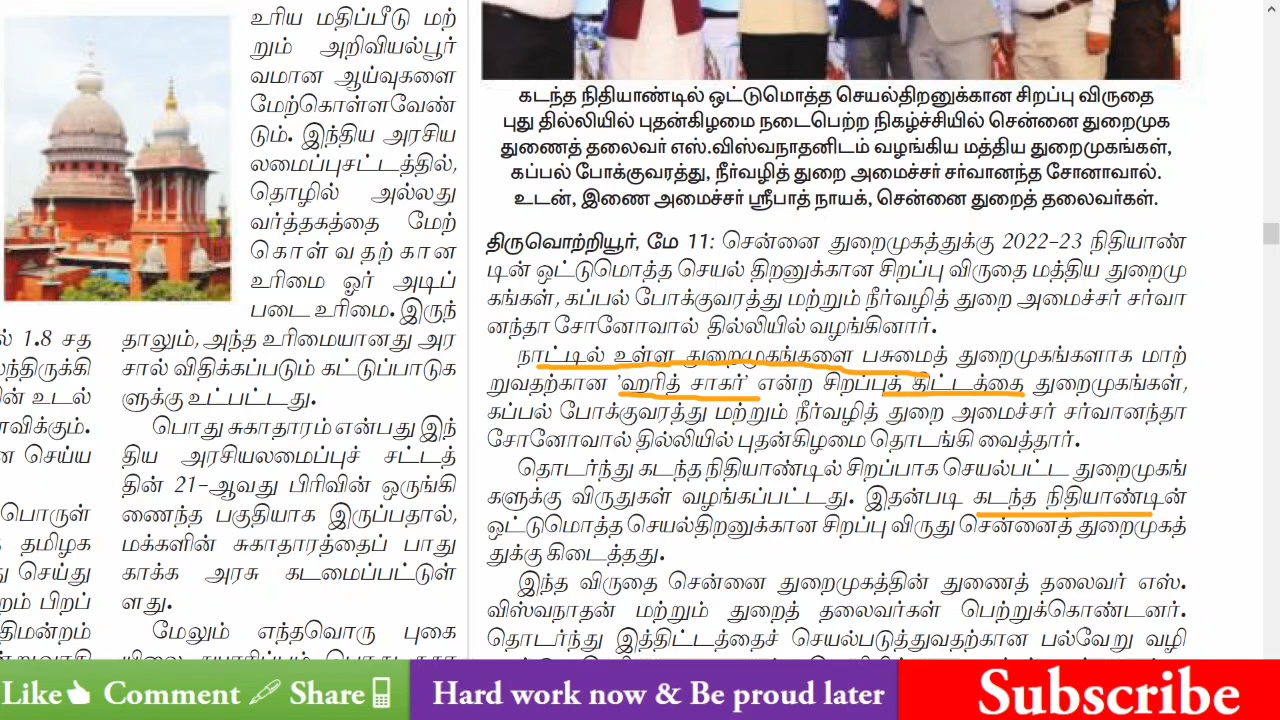 உரிய மதிப்பீடு மற்
றும் அறிவியல்பூர்
வமான ஆய்வுகளை
மேற்கொள்ளவேண்
டும். இந்திய அரசிய
லமைப்புசட்டத்தில்,
தொழில் அல்லது
வர்த்தகத்தை மேற்
கொள்வதற்கான
உரிமை ஓர் அடிப்
படை உரிமை. இருந்
தாலும், அந்த உரிமையானது அர
சால் விதிக்கப்படும் கட்டுப்பாடுக
ளுக்கு உட்பட்டது.
பொது சுகாதாரம் என்பது இந்
திய அரசியலமைப்புச் சட்டத்
தின் 21-ஆவது பிரிவின் ஒருங்கி
ணைந்த பகுதியாக இருப்பதால்,
மக்களின் சுகாதாரத்தைப் பாது
காக்க அரசு கடமைப்பட்டுள்
ளது.
மேலும் எந்தவொரு புகை
1.8 சத
ந்திருக்கி
ின் உடல்
விக்கும்.
செய்ய
பொருள்
தமிழக
செய்து
றம் பிறப்
திமன்றம்
கடந்த நிதியாண்டில் ஒட்டுமொத்த செயல்திறனுக்கான சிறப்பு விருதை
புது தில்லியில் புதன்கிழமை நடைபெற்ற நிகழ்ச்சியில் சென்னை துறைமுக
துணைத் தலைவர் எஸ்.விஸ்வநாதனிடம் வழங்கிய மத்திய துறைமுகங்கள்,
கப்பல் போக்குவரத்து, நீர்வழித் துறை அமைச்சர் சர்வானந்த சோனாவால்.
உடன், இணை அமைச்சர் ஸ்ரீபாத் நாயக், சென்னை துறைத் தலைவர்கள்.
திருவொற்றியூர், மே 11: சென்னை துறைமுகத்துக்கு 2022-23 நிதியாண்
டின் ஒட்டுமொத்த செயல் திறனுக்கான சிறப்பு விருதை மத்திய துறைமு
கங்கள், கப்பல் போக்குவரத்து மற்றும் நீர்வழித் துறை அமைச்சர் சர்வா
னந்தா சோனோவால் தில்லியில் வழங்கினார்.
நாட்டில் உள்ள துறைமுகங்களை பசுமைத் துறைமுகங்களாக மாற்
றுவதற்கான 'ஹரித் சாகர்' என்ற சிறப்புத் திட்டத்தை துறைமுகங்கள்,
கப்பல் போக்குவரத்து மற்றும் நீர்வழித் துறை அமைச்சர் சர்வானந்தா
சோனோவால் தில்லியில் புதன்கிழமை தொடங்கி வைத்தார்.
தொடர்ந்து கடந்த நிதியாண்டில் சிறப்பாக செயல்பட்ட துறைமுகங்
களுக்கு விருதுகள் வழங்கப்பட்டது. இதன்படி கடந்த நிதியாண்டின்
ஒட்டுமொத்த செயல்திறனுக்கான சிறப்பு விருது சென்னைத் துறைமுகத்
துக்கு கிடைத்தது.
இந்த விருதை சென்னை துறைமுகத்தின் துணைத் தலைவர் எஸ்.
விஸ்வநாதன் மற்றும் துறைத் தலைவர்கள் பெற்றுக்கொண்டனர்.
தொடர்ந்து இத்திட்டத்தைச் செயல்படுத்துவதற்கான பல்வேறு வழி
Like Comment Share
Hard work now & Be proud later
Subscribe